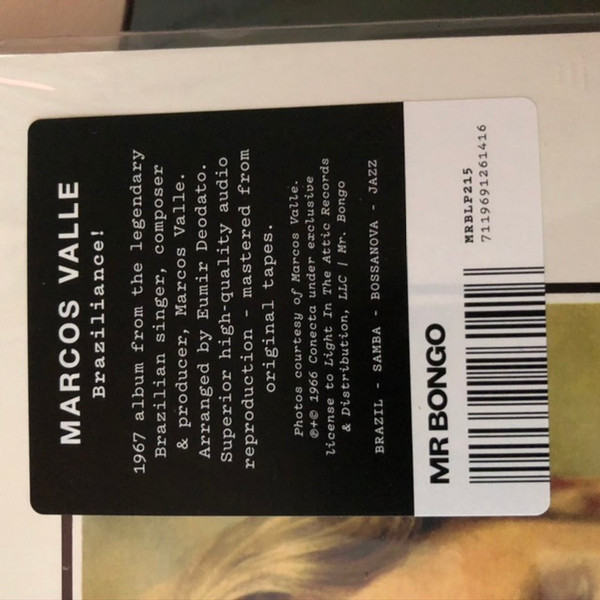 MARCOS VALLE
Braziliance!
1967 album from the legendary
Brazilian singer, composer
& producer, Marcos Valle.
Arranged by Eumir Deodato.
Superior high-quality audio
reproduction - mastered from
original tapes.
Photos courtesy of Marcos Valle.
℗+© 1966 Conecta under exclusive
license to Light In The Attic Records
& Distribution, LLC | Mr. Bongo
BRAZIL - SAMBA - BOSSANOVA - JAZZ
MR BONGO
MRBLP215
7119691261416